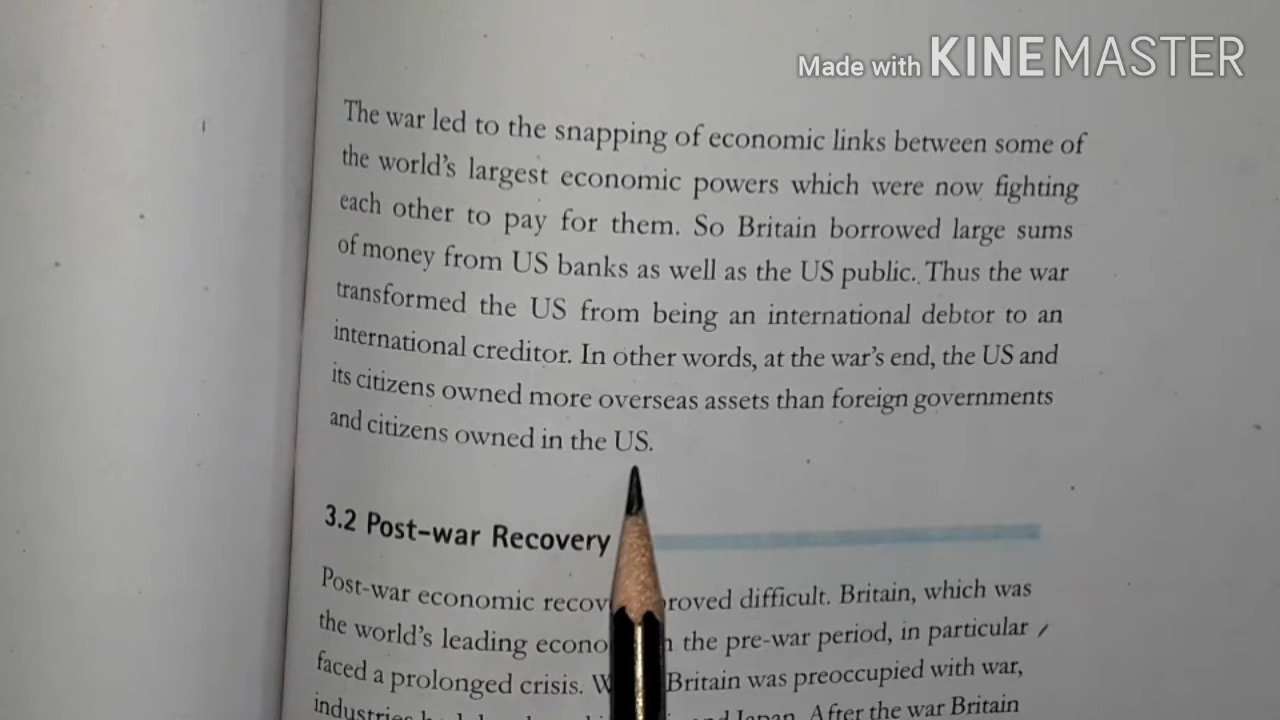 Made with KINEMASTER
The war led to the snapping of economic links between some of
the world's largest economic powers which were now fighting
each other to pay for them. So Britain borrowed large sums
of money from US banks as well as the US public. Thus the war
transformed the US from being an international debtor to an
international creditor. In other words, at the war's end, the US and
its citizens owned more overseas assets than foreign governments
and citizens owned in the US.
3.2 Post-war Recovery
Post-war economic recov roved difficult. Britain, which was
the world's leading econo the pre-war period, in particular
faced a prolonged crisis. W Britain was preoccupied with war,
industries Japan. After the war Britain